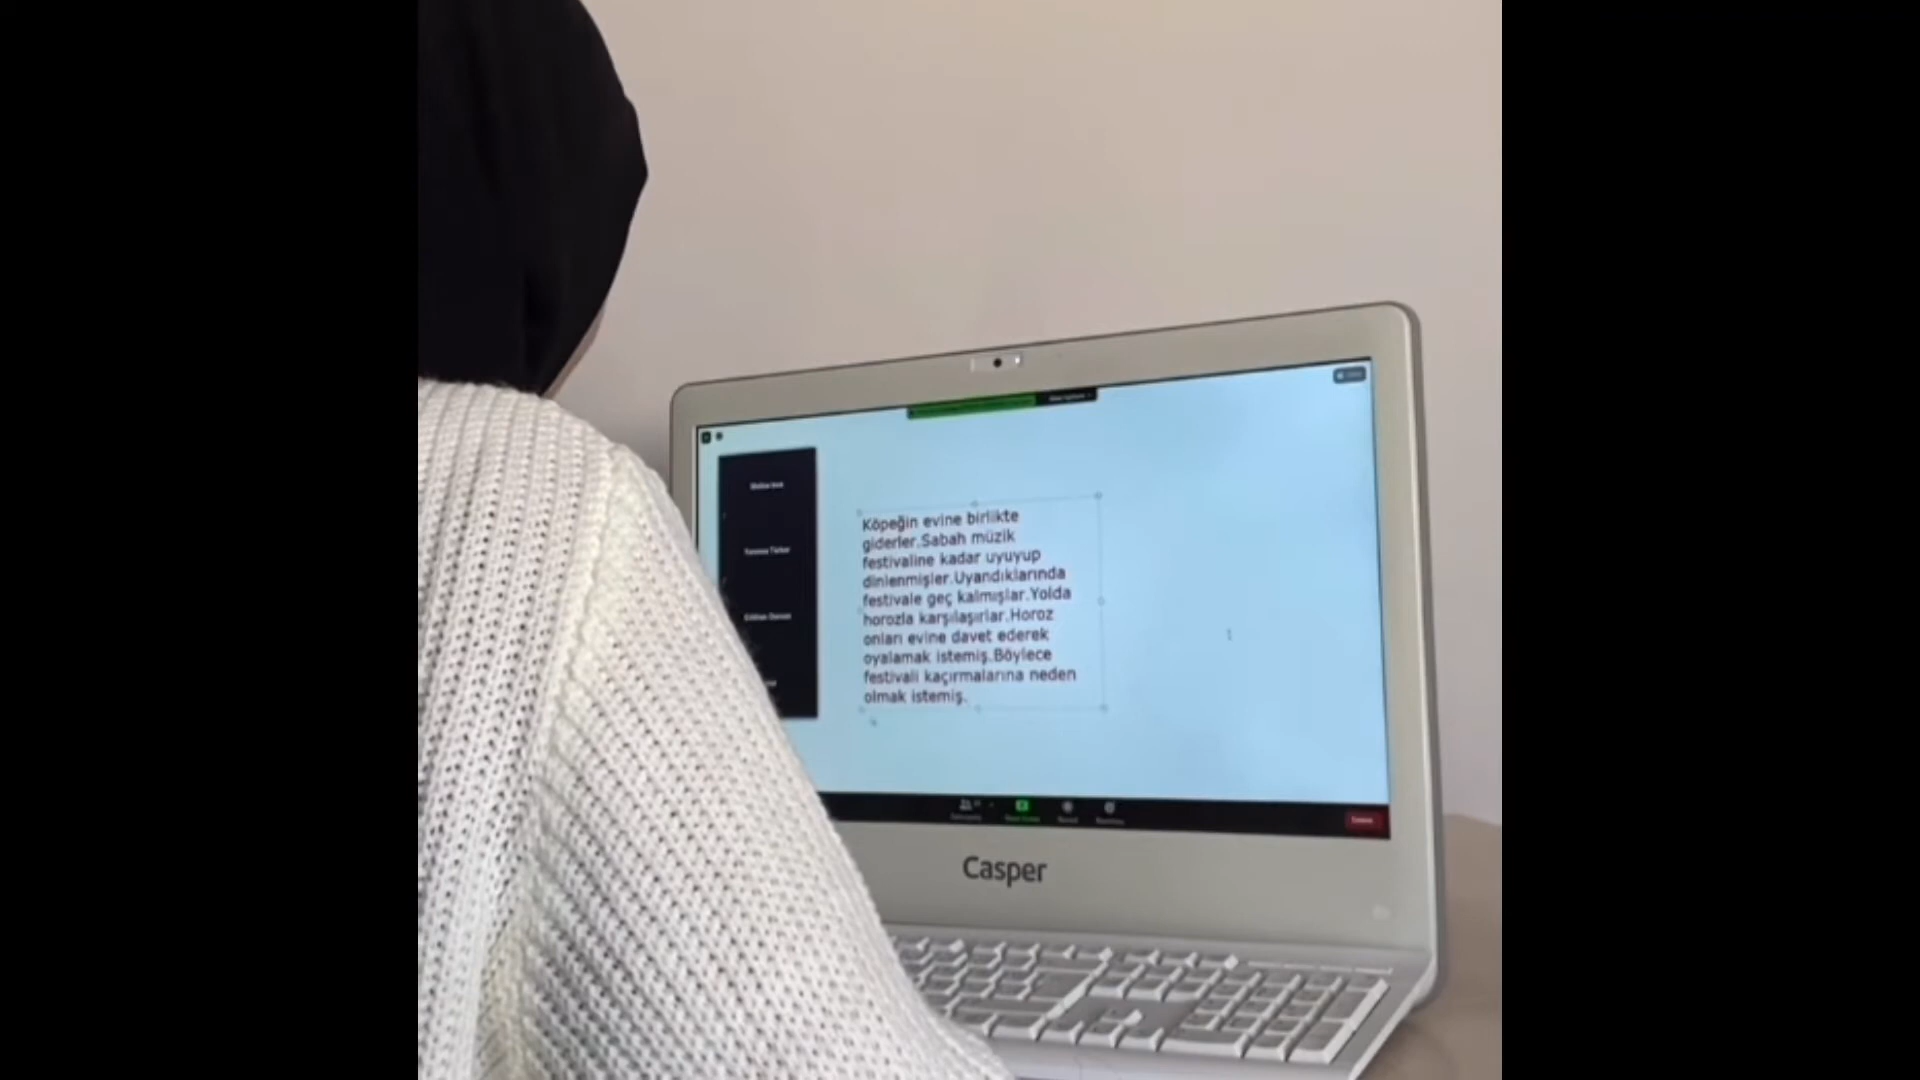 Köpeğin evine birlikte
giderler.Sabah müzik
festivaline kadar uyuyup
dinlenmişler.Uyandıklarında
festivale geç kalmışlar.Yolda
horozla karşılaşırlar.Horoz
onları evine davet ederek
oyalamak istemiş.Böylece
festivali kaçırmalarına neden
olmak istemiş.
Casper